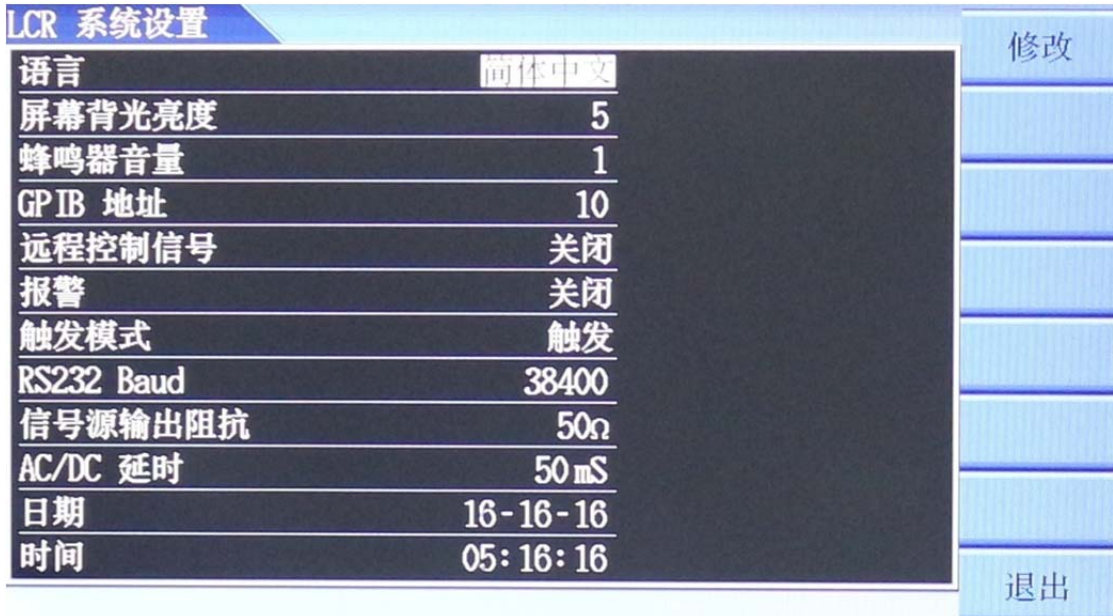 LCR 系统设置
修改
语言 简体中文
屏幕背光亮度 5
蜂鸣器音量 1
GPIB 地址 10
远程控制信号 关闭
报警 关闭
触发模式 触发
RS232 Baud 38400
信号源输出阻抗 50Ω
AC/DC 延时 50mS
日期 16-16-16
时间 05:16:16
退出